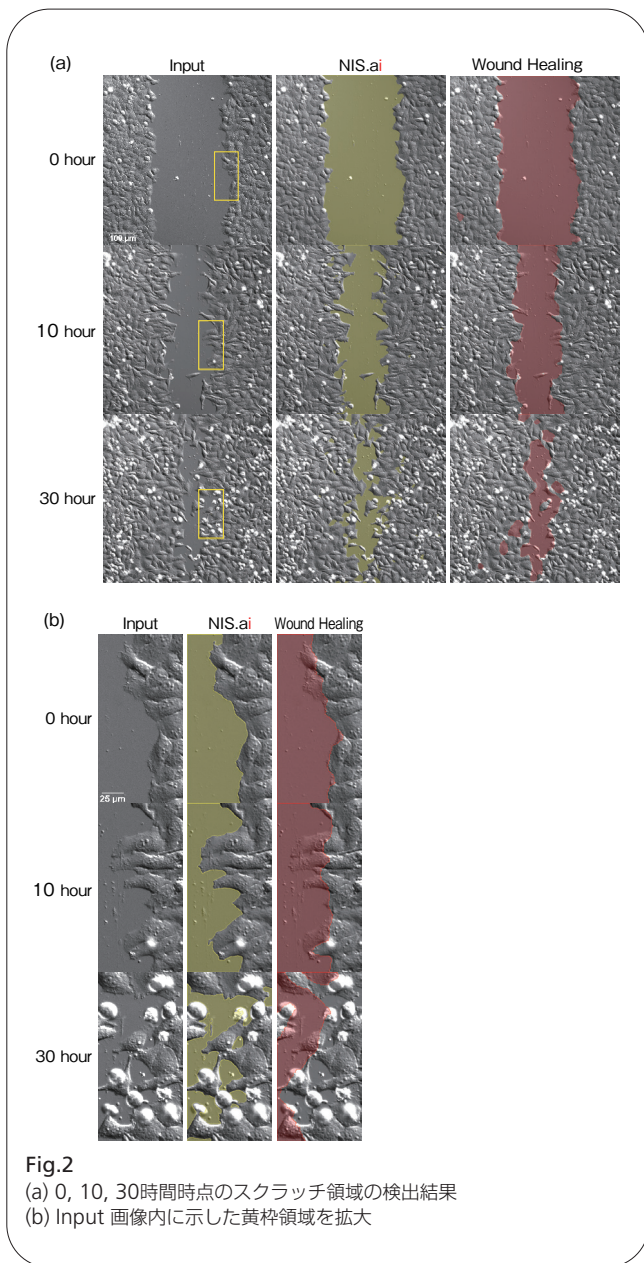 (a)
Input NIS.ai Wound Healing
0 hour
100 µm
10 hour
30 hour
(b)
Input NIS.ai Wound Healing
0 hour
25 µm
10 hour
30 hour
Fig.2
(a) 0, 10, 30時間時点のスクラッチ領域の検出結果
(b) Input 画像内に示した黄枠領域を拡大